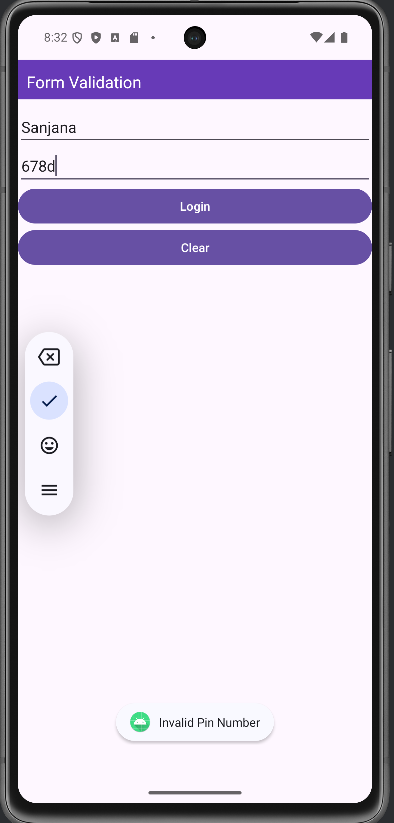 8:32
Form Validation
Sanjana
678d
Login
Clear
Invalid Pin Number